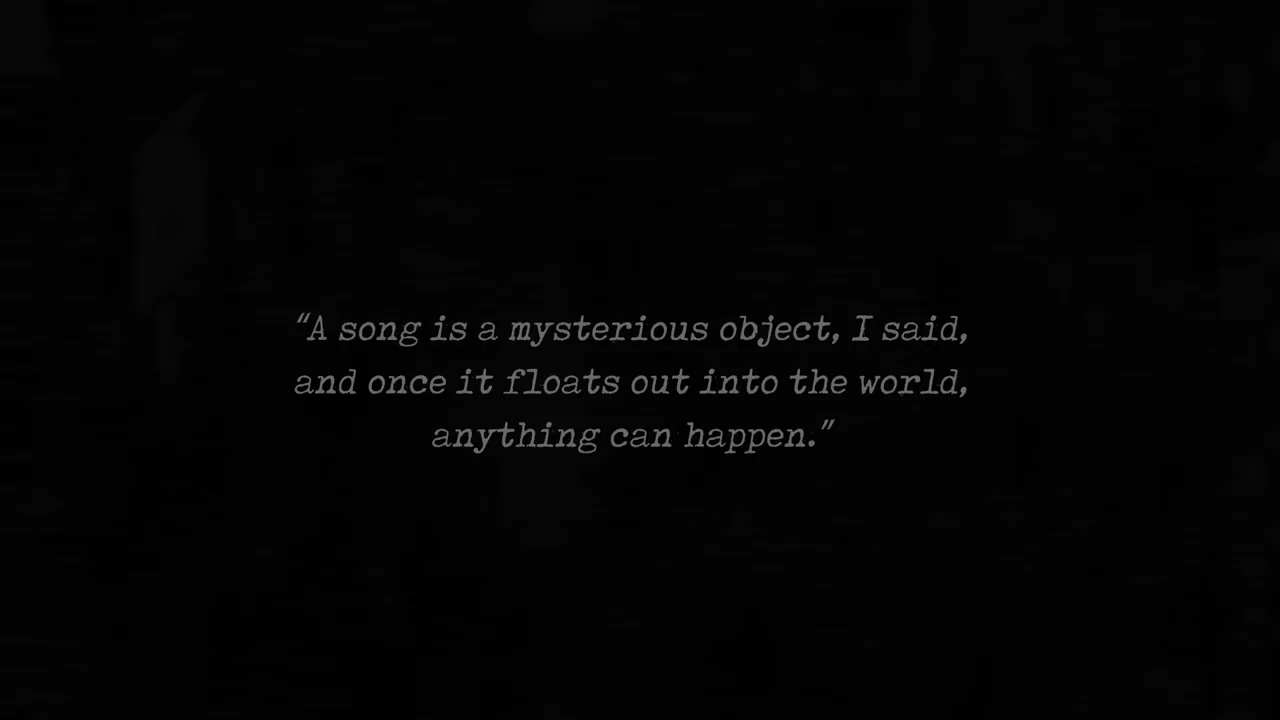 “A song is a mysterious object, I said,
and once it floats out into the world,
anything can happen.”